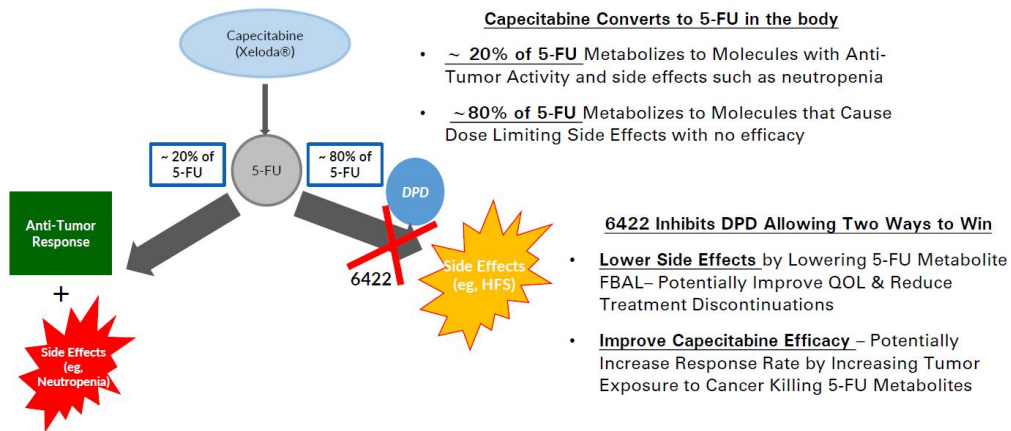 Capecitabine
(Xeloda®)
Capecitabine Converts to 5-FU in the body
• ~ 20% of 5-FU Metabolizes to Molecules with Anti-
Tumor Activity and side effects such as neutropenia
• ~80% of 5-FU Metabolizes to Molecules that Cause
Dose Limiting Side Effects with no efficacy
~ 20% of
5-FU
5-FU
~ 80% of
5-FU
DPD
Anti-Tumor
Response
+
Side Effects
(eg,
Neutropenia)
6422
Side Effects
(eg, HFS)
6422 Inhibits DPD Allowing Two Ways to Win
• Lower Side Effects by Lowering 5-FU Metabolite
FBAL– Potentially Improve QOL & Reduce
Treatment Discontinuations
• Improve Capecitabine Efficacy – Potentially
Increase Response Rate by Increasing Tumor
Exposure to Cancer Killing 5-FU Metabolites